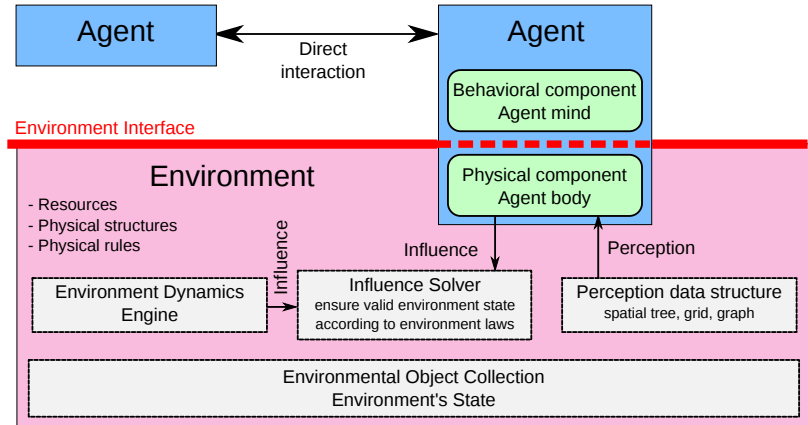 Agent
Agent
Direct
interaction
Behavioral component
Agent mind
Environment Interface
Environment
Physical component
Agent body
- Resources
- Physical structures
- Physical rules
Influence
Influence
Perception
Environment Dynamics
Engine
Influence Solver
ensure valid environment state
according to environment laws
Perception data structure
spatial tree, grid, graph
Environmental Object Collection
Environment's State